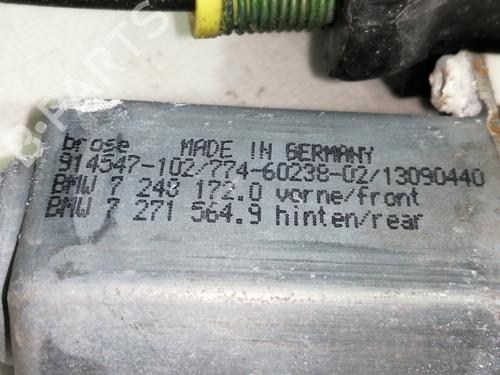 brose MADE IN GERMANY
914547-102/774-60238-02/13090440
BMW 7 248 172.0 vorne/front
BMW 7 271 564.9 hinten/rear
B-PARTS